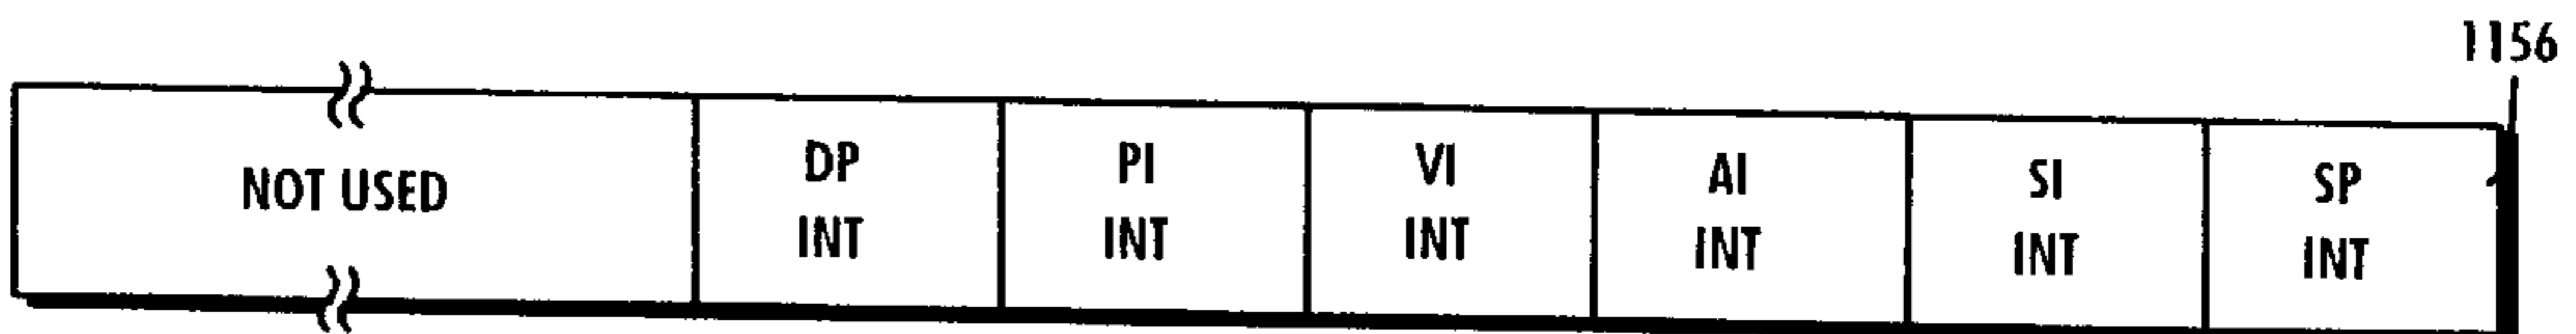 1156
NOT USED
DP
INT
PI
INT
VI
INT
AI
INT
SI
INT
SP
INT